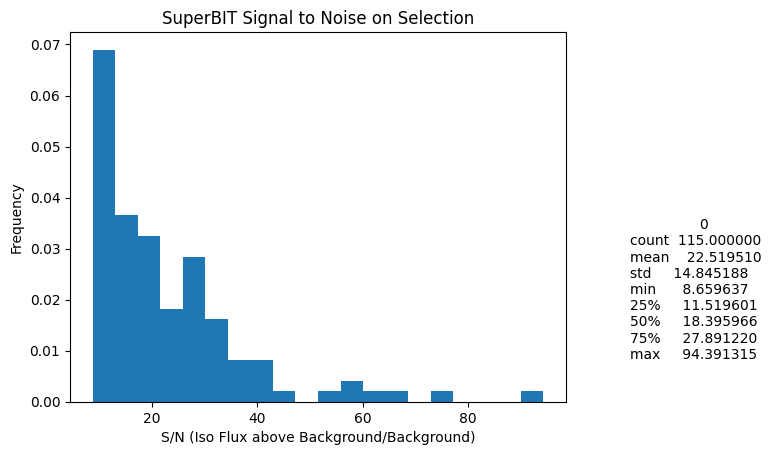 SuperBIT Signal to Noise on Selection
0.07
0.06
0.05
0.04
0.03
0.02
0.01
0.00
Frequency
20 40 60 80
S/N (Iso Flux above Background/Background)
0
count 115.000000
mean 22.519510
std 14.845188
min 8.659637
25% 11.519601
50% 18.395966
75% 27.891220
max 94.391315